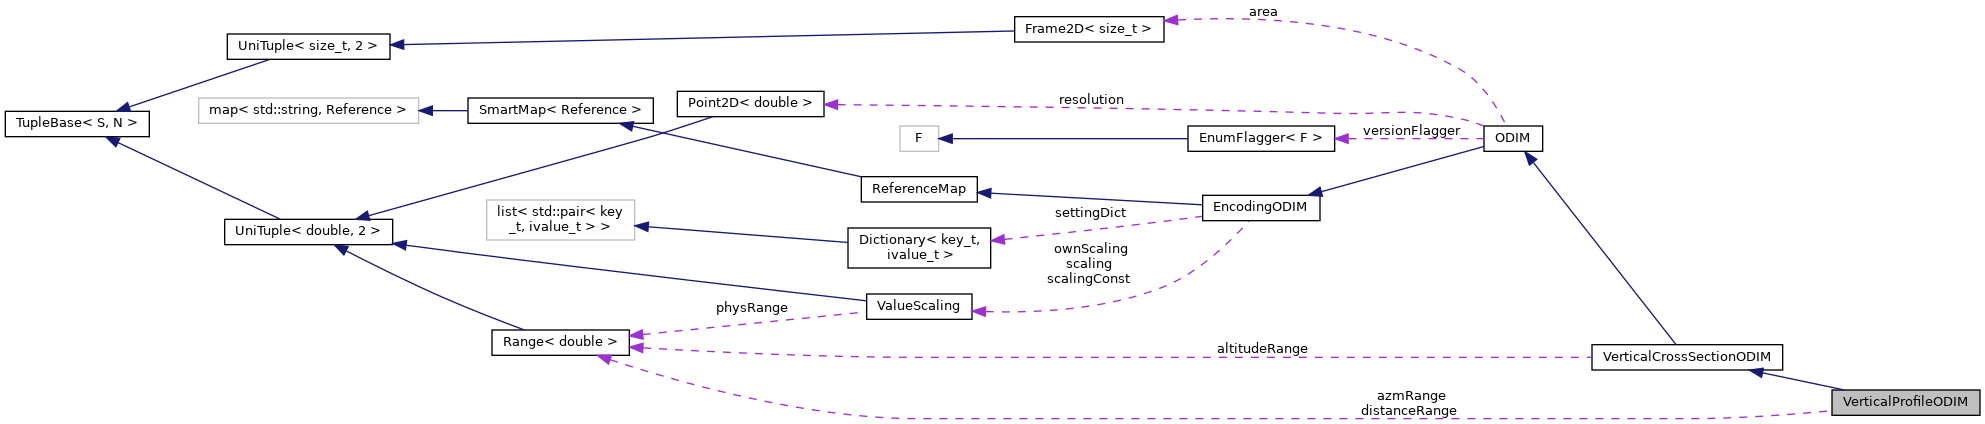 area
Frame2D< size_t >
UniTuple< size_t, 2 >
resolution
Point2D< double >
map< std::string, Reference >
SmartMap< Reference >
TupleBase< S, N >
versionFlagger
F
EnumFlagger< F >
ODIM
ReferenceMap
EncodingODIM
list< std::pair< key
_t, ivalue_t > >
settingDict
UniTuple< double, 2 >
Dictionary< key_t,
ivalue_t >
ownScaling
scaling
scalingConst
ValueScaling
physRange
Range< double >
altitudeRange
VerticalCrossSectionODIM
azmRange
distanceRange
VerticalProfileODIM